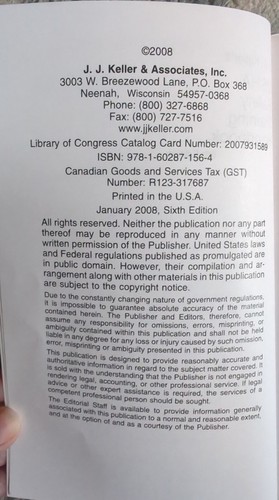 ©2008
J. J. Keller & Associates, Inc.
3003 W. Breezewood Lane, P.O. Box 368
Neenah, Wisconsin 54957-0368
Phone: (800) 327-6868
Fax: (800) 727-7516
www.jjkeller.com
Library of Congress Catalog Card Number: 2007931589
ISBN: 978-1-60287-156-4
Canadian Goods and Services Tax (GST)
Number: R123-317687
Printed in the U.S.A.
January 2008, Sixth Edition
All rights reserved. Neither the publication nor any part
thereof may be reproduced in any manner without
written permission of the Publisher. United States laws
and Federal regulations published as promulgated are
in public domain. However, their compilation and ar-
rangement along with other materials in this publication
are subject to the copyright notice.
Due to the constantly changing nature of government regulations,
it is impossible to guarantee absolute accuracy of the material
contained herein. The Publisher and Editors, therefore, cannot
assume any responsibility for omissions, errors, misprinting, or
ambiguity contained within this publication and shall not be held
liable in any degree for any loss or injury caused by such omission,
error, misprinting or ambiguity presented in this publication.
This publication is designed to provide reasonably accurate and
authoritative information in regard to the subject matter covered. It
is sold with the understanding that the Publisher is not engaged in
rendering legal, accounting, or other professional service. If legal
advice or other expert assistance is required, the services of a
competent professional person should be sought.
The Editorial Staff is available to provide information generally
associated with this publication to a normal and reasonable extent,
and at the option of and as a courtesy of the Publisher.